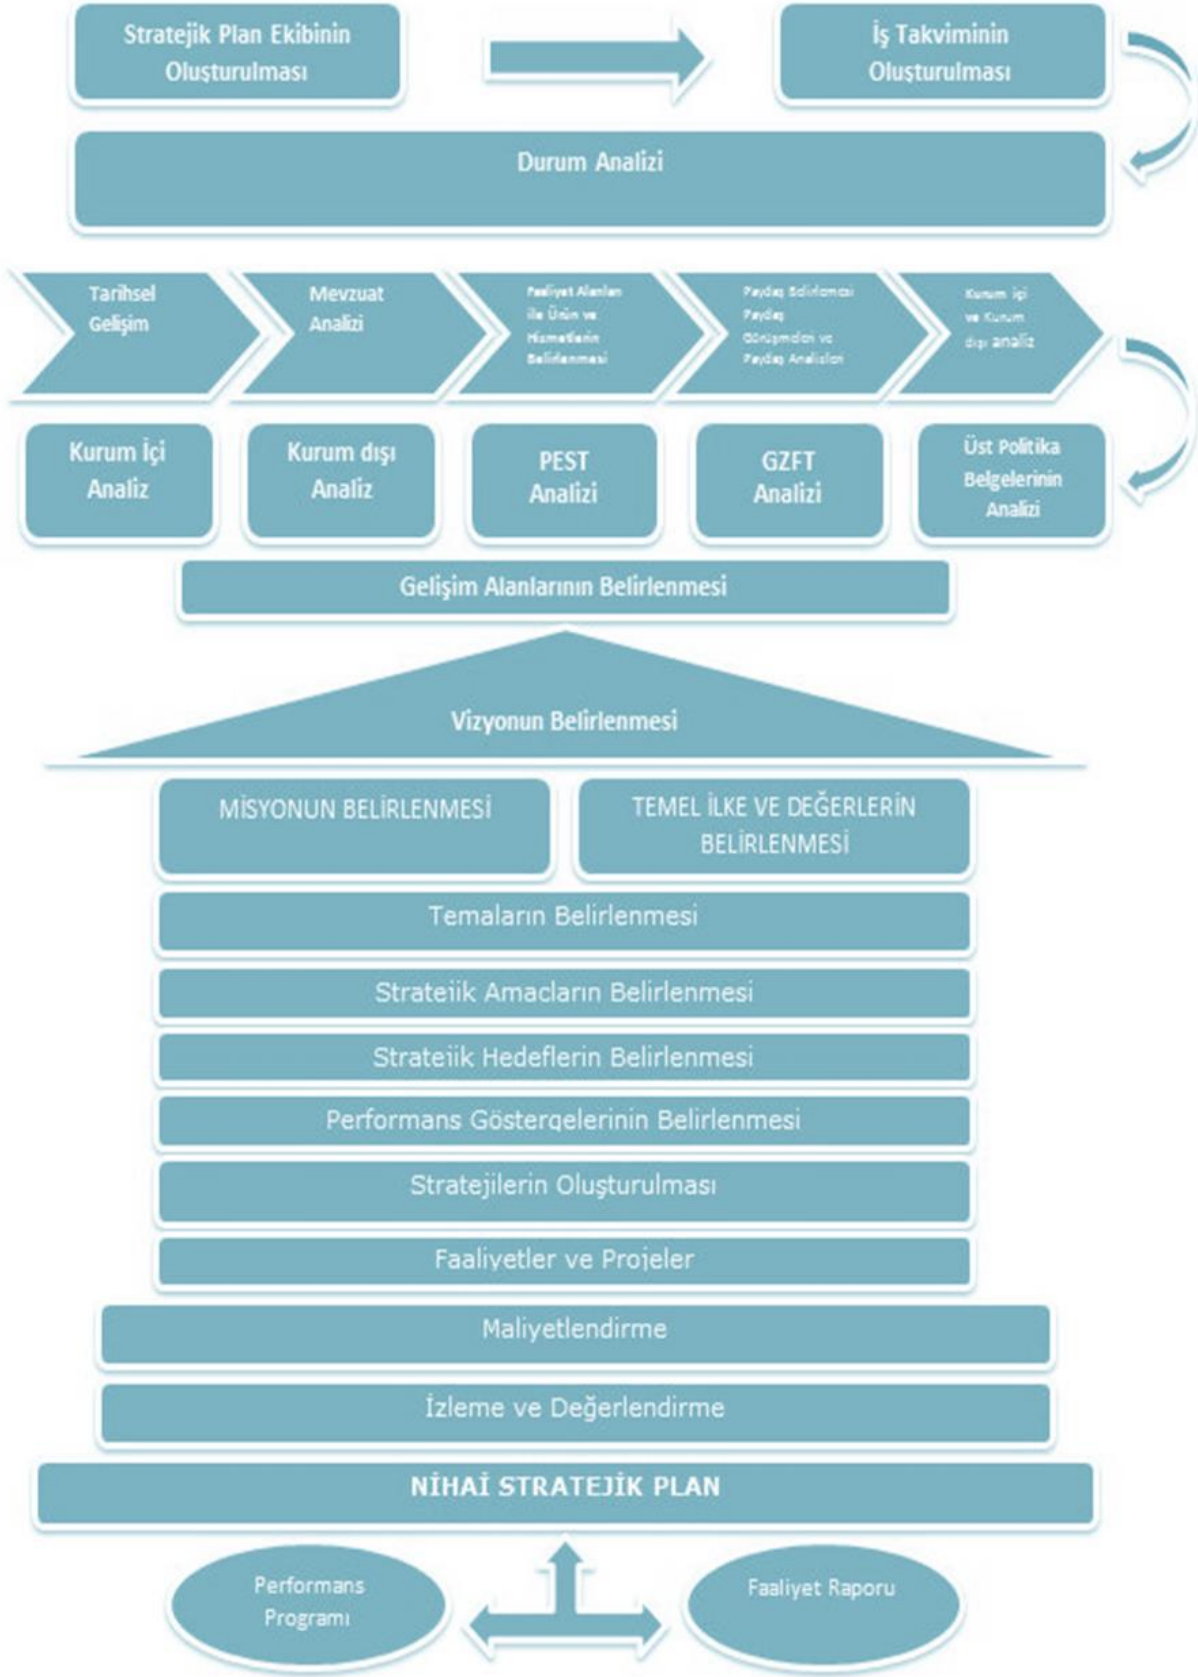 Stratejik Plan Ekibinin
Oluşturulması
İş Takviminin
Oluşturulması
Durum Analizi
Tarihsel
Gelişim
Mevzuat
Analizi
Faaliyet Alanları
ile Ürün ve
Hizmetlerin
Belirlenmesi
Paydaş Belirlemesi
Paydaş
Görüşmeleri ve
Paydaş Analizleri
Kurum içi
ve Kurum
dışı analiz
Kurum İçi
Analiz
Kurum dışı
Analiz
PEST
Analizi
GZFT
Analizi
Üst Politika
Belgelerinin
Analizi
Gelişim Alanlarının Belirlenmesi
Vizyonun Belirlenmesi
MİSYONUN BELİRLENMESİ
TEMEL İLKE VE DEĞERLERİN
BELİRLENMESİ
Temaların Belirlenmesi
Stratejik Amaçların Belirlenmesi
Stratejik Hedeflerin Belirlenmesi
Performans Göstergelerinin Belirlenmesi
Stratejilerin Oluşturulması
Faaliyetler ve Projeler
Maliyetlendirme
İzleme ve Değerlendirme
NİHAİ STRATEJİK PLAN
Performans
Programı
Faaliyet Raporu